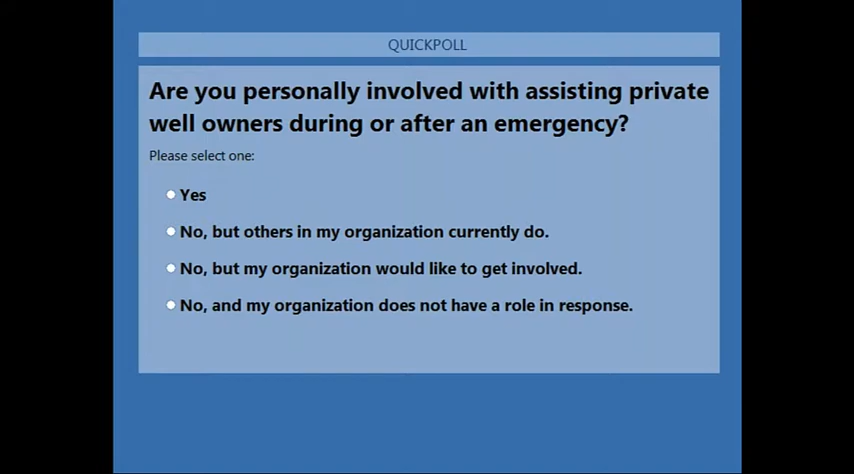 QUICKPOLL
Are you personally involved with assisting private
well owners during or after an emergency?
Please select one:
Yes
No, but others in my organization currently do.
No, but my organization would like to get involved.
No, and my organization does not have a role in response.